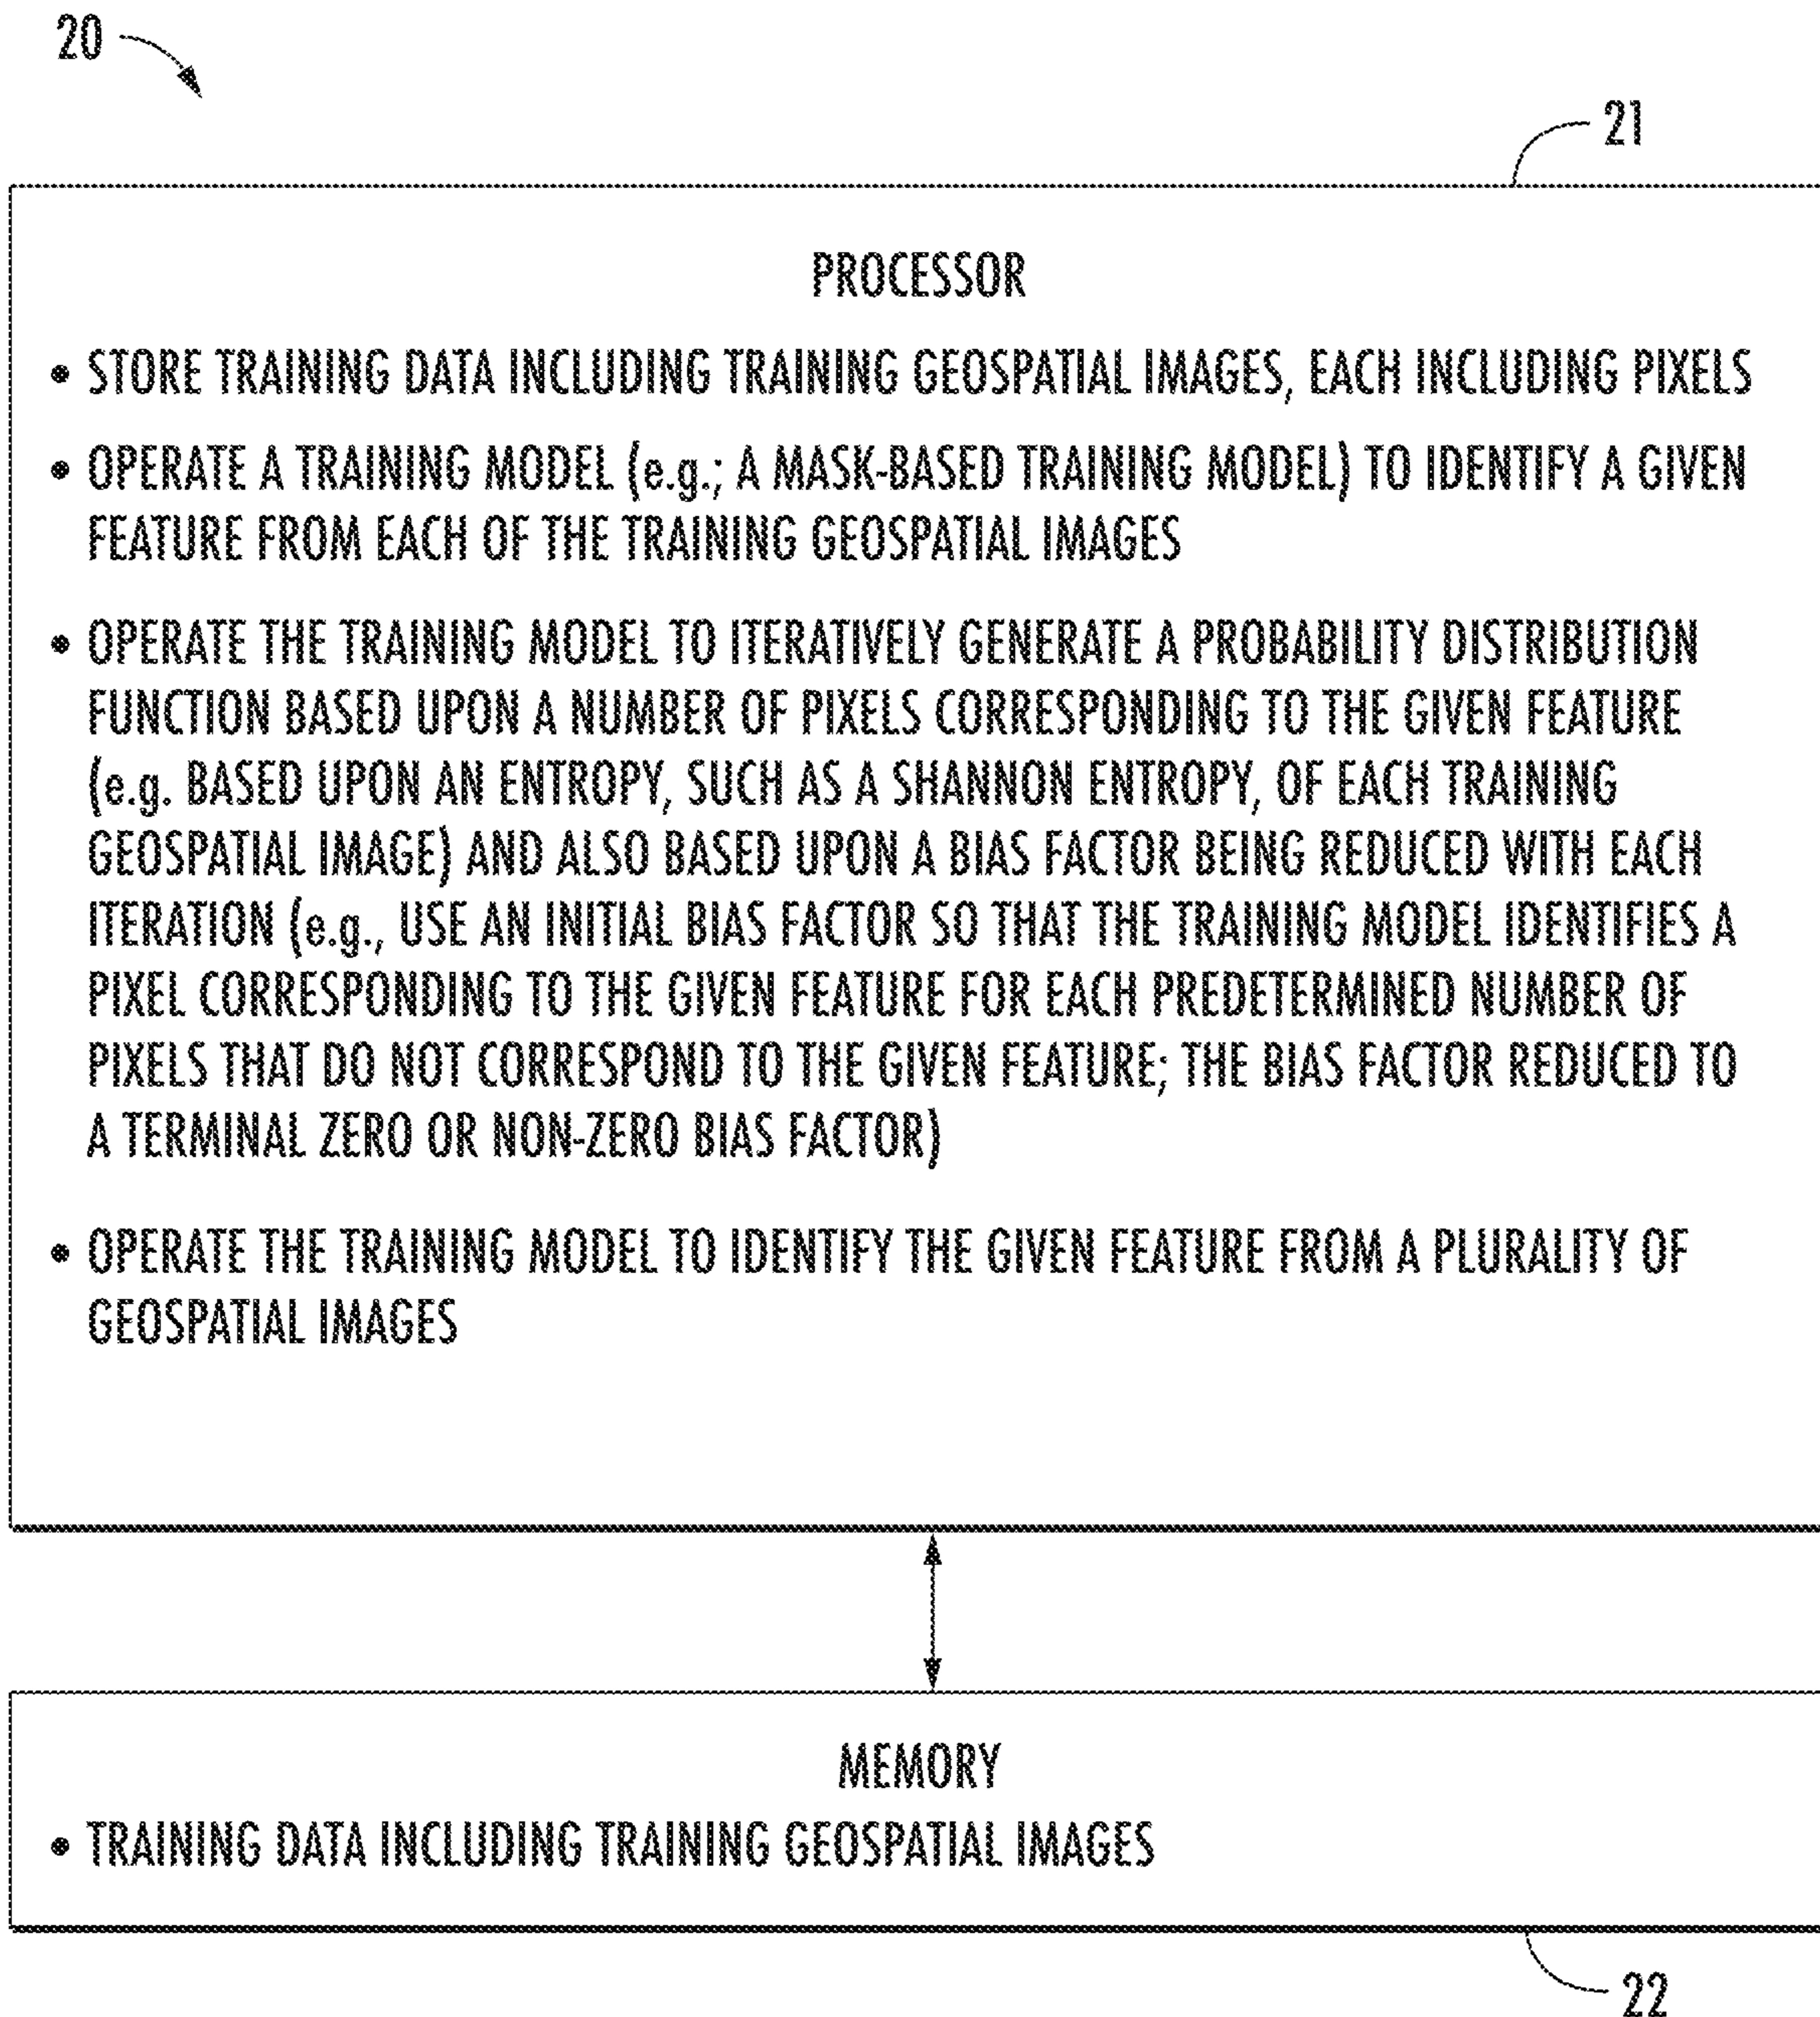 20
21
PROCESSOR
• STORE TRAINING DATA INCLUDING TRAINING GEOSPATIAL IMAGES, EACH INCLUDING PIXELS
• OPERATE A TRAINING MODEL (e.g.; A MASK-BASED TRAINING MODEL) TO IDENTIFY A GIVEN
FEATURE FROM EACH OF THE TRAINING GEOSPATIAL IMAGES
• OPERATE THE TRAINING MODEL TO ITERATIVELY GENERATE A PROBABILITY DISTRIBUTION
FUNCTION BASED UPON A NUMBER OF PIXELS CORRESPONDING TO THE GIVEN FEATURE
(e.g. BASED UPON AN ENTROPY, SUCH AS A SHANNON ENTROPY, OF EACH TRAINING
GEOSPATIAL IMAGE) AND ALSO BASED UPON A BIAS FACTOR BEING REDUCED WITH EACH
ITERATION (e.g., USE AN INITIAL BIAS FACTOR SO THAT THE TRAINING MODEL IDENTIFIES A
PIXEL CORRESPONDING TO THE GIVEN FEATURE FOR EACH PREDETERMINED NUMBER OF
PIXELS THAT DO NOT CORRESPOND TO THE GIVEN FEATURE; THE BIAS FACTOR REDUCED TO
A TERMINAL ZERO OR NON-ZERO BIAS FACTOR)
• OPERATE THE TRAINING MODEL TO IDENTIFY THE GIVEN FEATURE FROM A PLURALITY OF
GEOSPATIAL IMAGES
MEMORY
• TRAINING DATA INCLUDING TRAINING GEOSPATIAL IMAGES
22